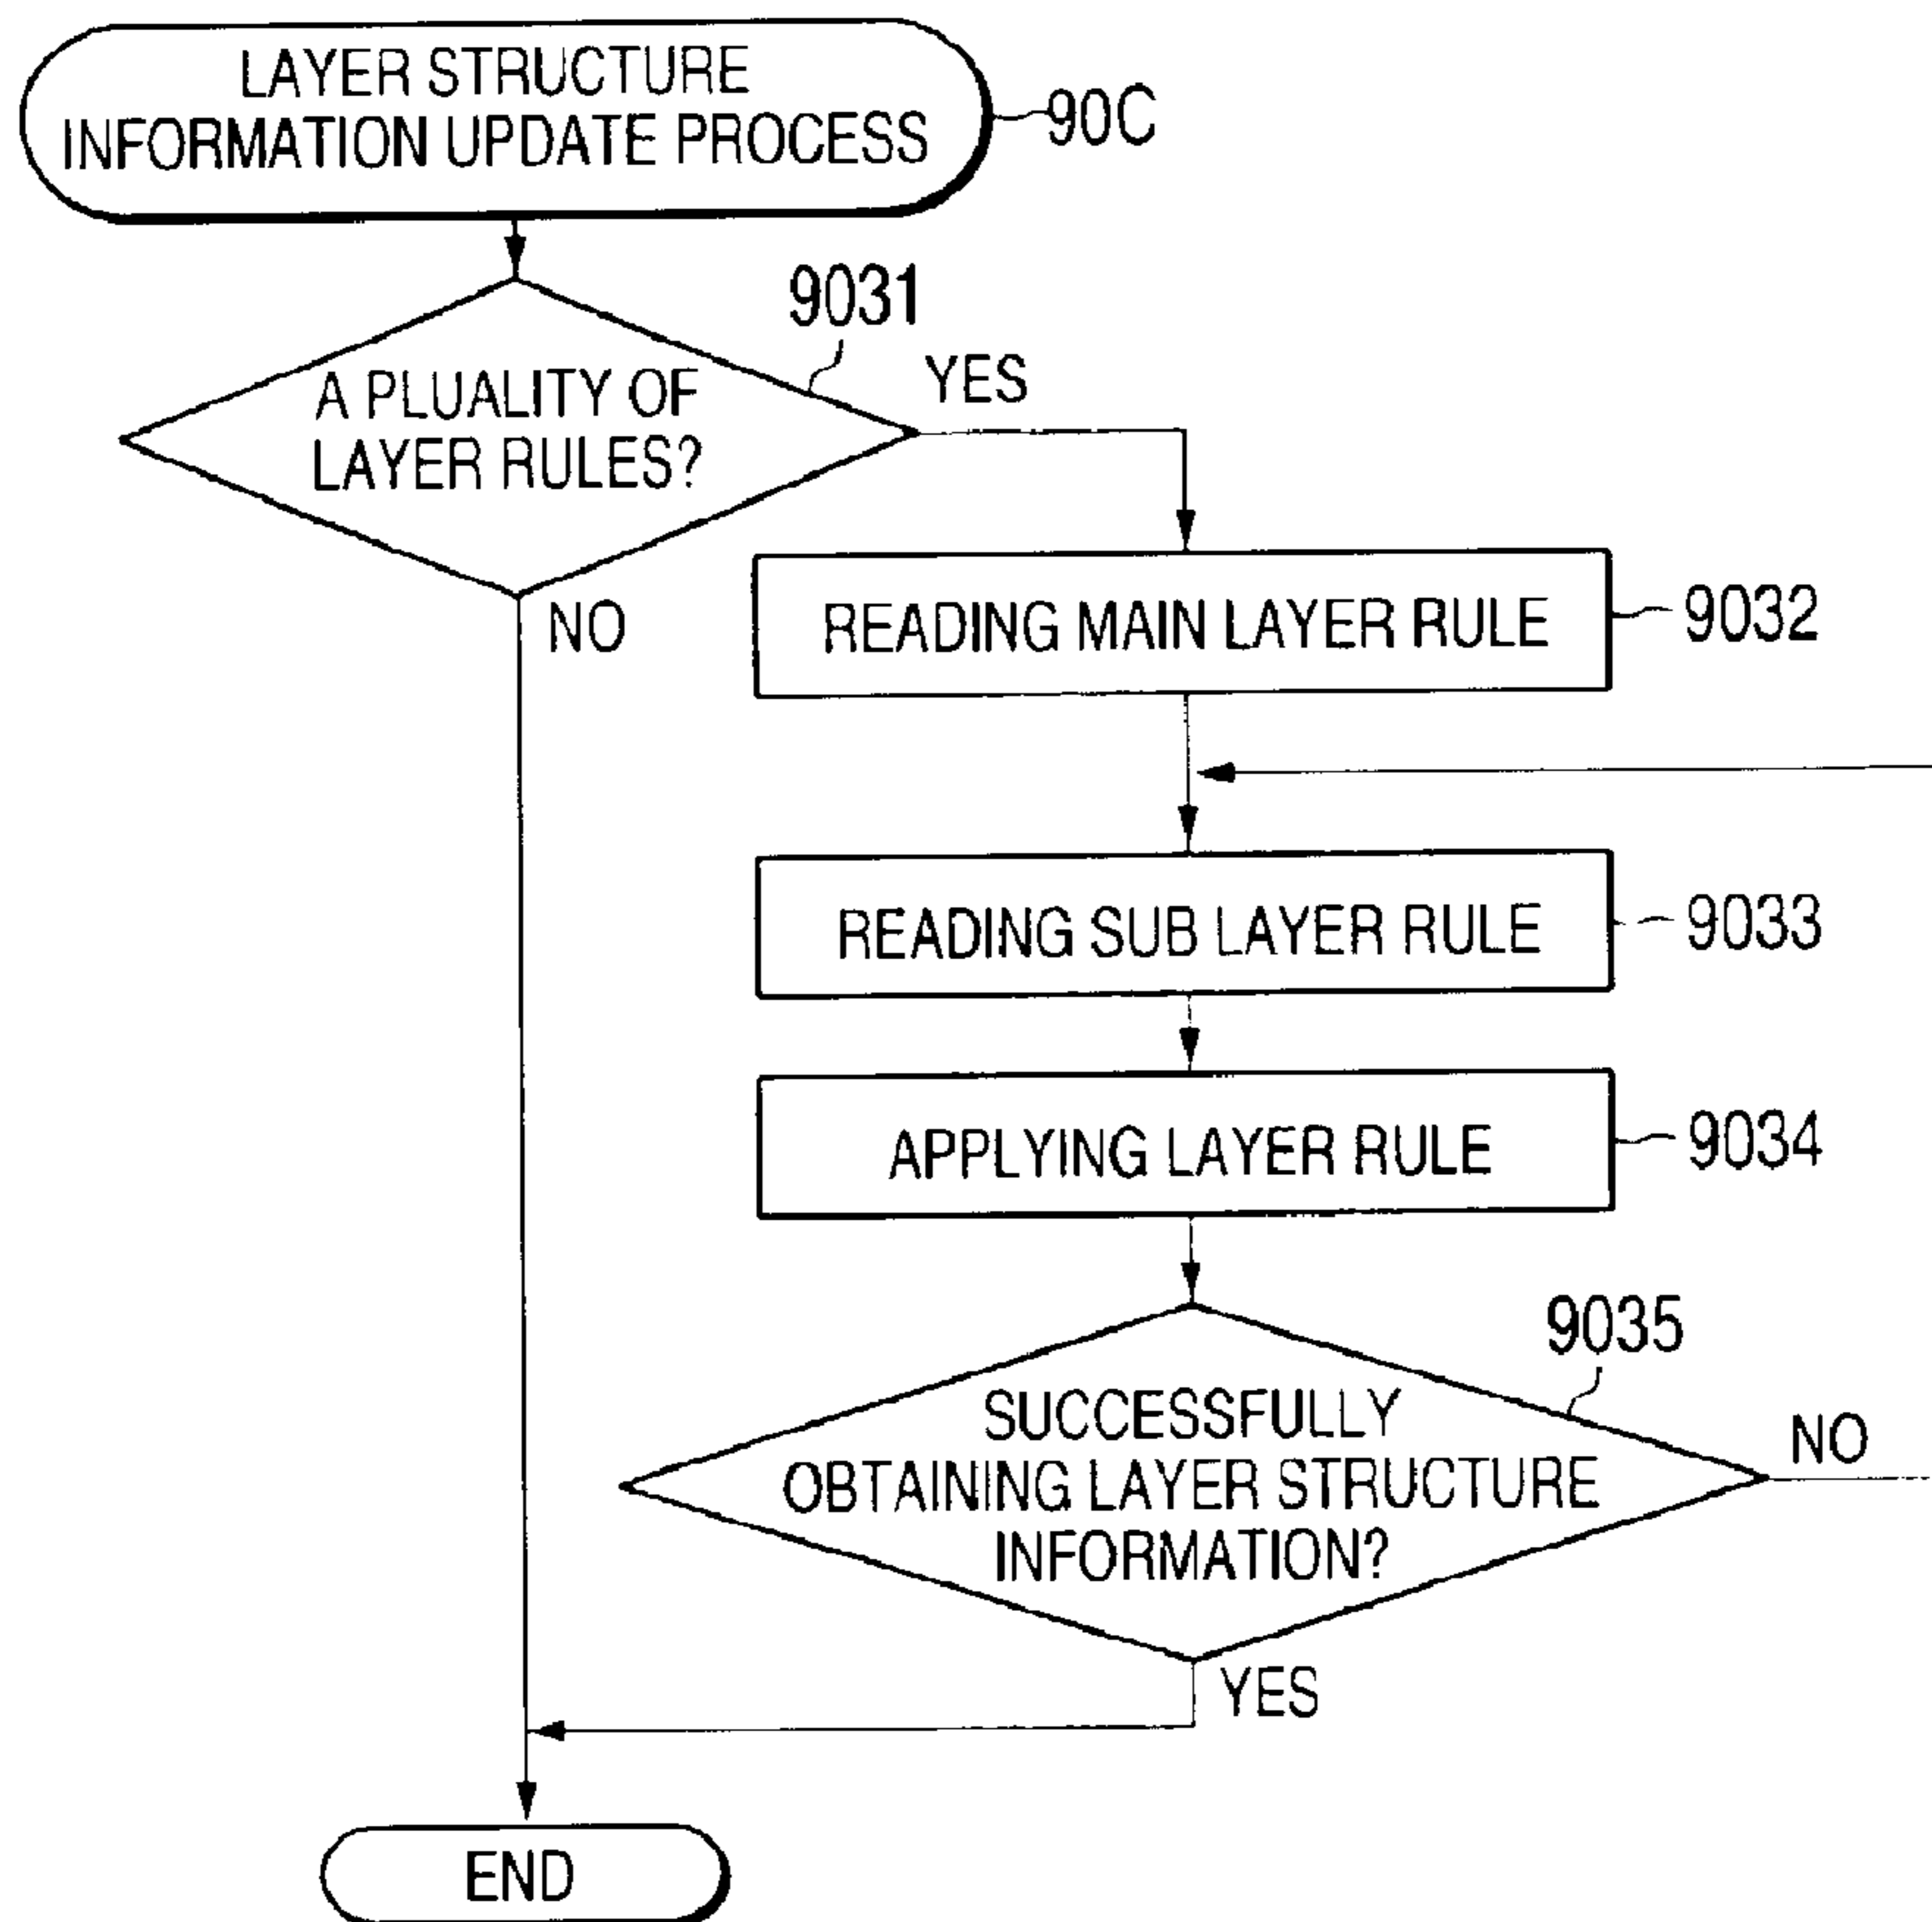 LAYER STRUCTURE
INFORMATION UPDATE PROCESS
90C
9031
A PLUALITY OF
LAYER RULES?
YES
NO
READING MAIN LAYER RULE
9032
READING SUB LAYER RULE
9033
APPLYING LAYER RULE
9034
9035
SUCCESSFULLY
OBTAINING LAYER STRUCTURE
INFORMATION?
NO
YES
END